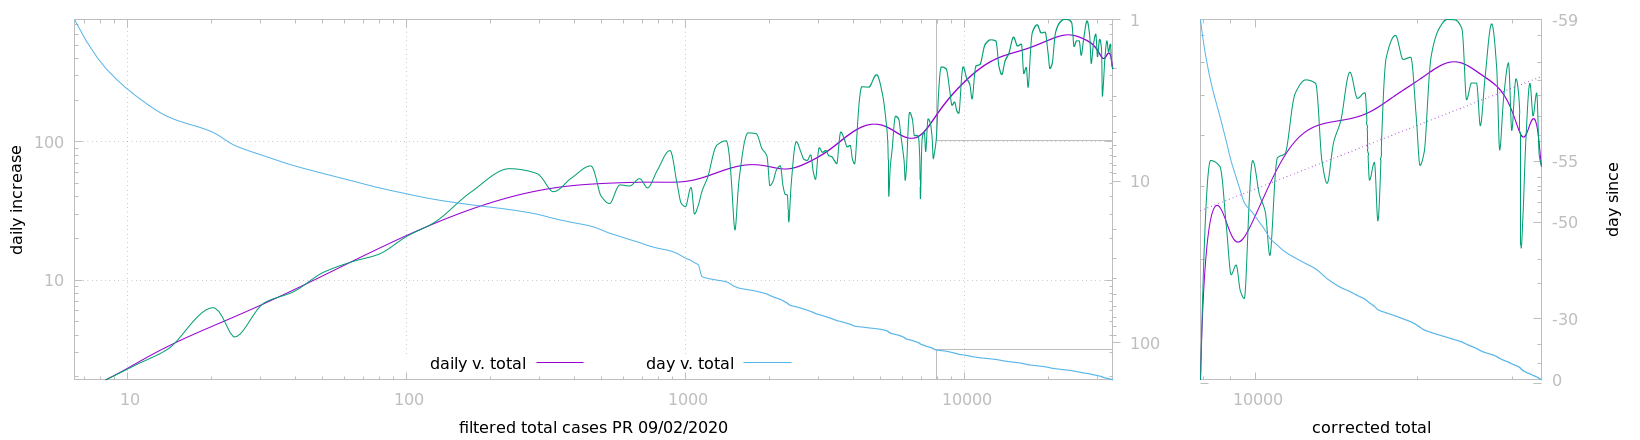 daily increase
100
10
10
100
1000
10000
1
10
100
daily v. total
day v. total
filtered total cases PR 09/02/2020
10000
-59
-55
-50
-30
0
day since
corrected total